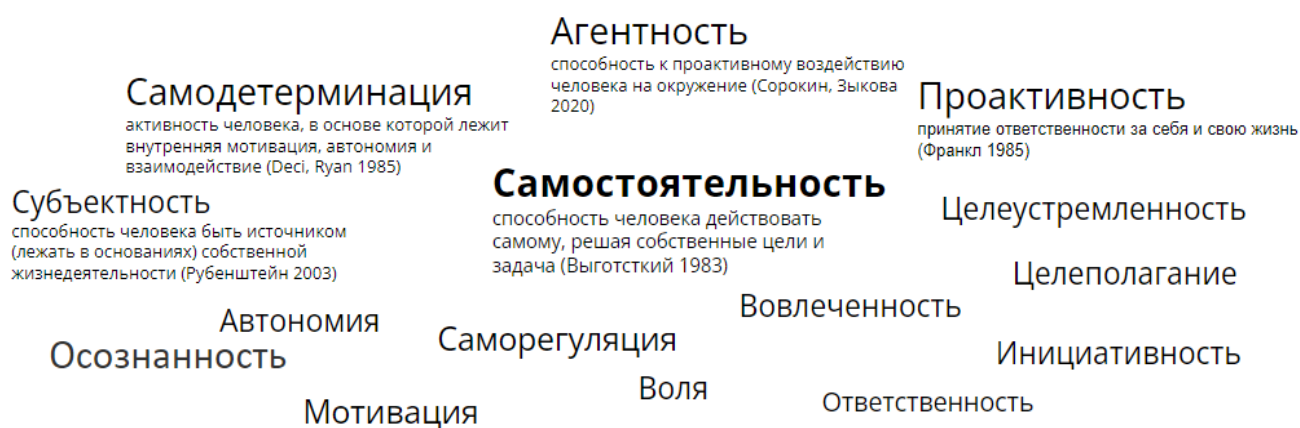 Агентность
способность к проактивному воздействию
человека на окружение (Сорокин, Зыкова
2020)
Самодетерминация
активность человека, в основе которой лежит
внутренняя мотивация, автономия и
взаимодействие (Deci, Ryan 1985)
Проактивность
принятие ответственности за себя и свою жизнь
(Франкл 1985)
Самостоятельность
способность человека действовать
самому, решая собственные цели и
задача (Выготсткий 1983)
Субъектность
способность человека быть источником
(лежать в основаниях) собственной
жизнедеятельности (Рубенштейн 2003)
Целеустремленность
Целеполагание
Вовлеченность
Автономия
Саморегуляция
Осознанность
Инициативность
Воля
Ответственность
Мотивация